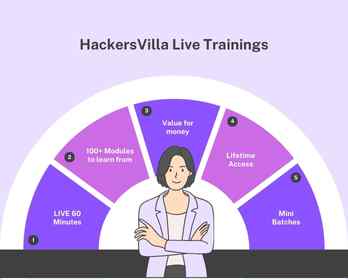 HackersVilla Live Trainings
1
LIVE 60
Minutes
2
100+ Modules
to learn from
3
Value for
money
4
Lifetime
Access
5
Mini
Batches